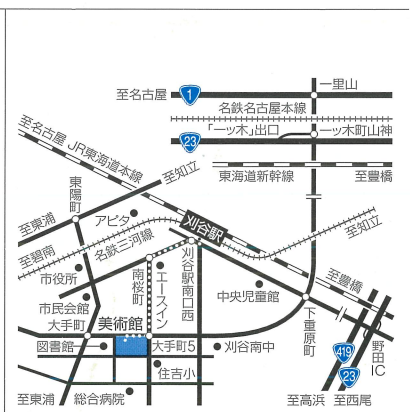 一里山
至名古屋
1
名鉄名古屋本線
「一ッ木」出口
一ッ木町山神
23
東海道新幹線
至豊橋
至名古屋 JR東海道本線
至知立
東陽町
アピタ
刈谷駅
至知立
至東浦
名鉄三河線
至碧南
市役所
南桜町
エースイン
刈谷駅南口西
中央児童館
至豊橋
市民会館
大手町
美術館
下重原町
野田IC
図書館
大手町5
刈谷南中
419
住吉小
23
至東浦
総合病院
至高浜
至西尾